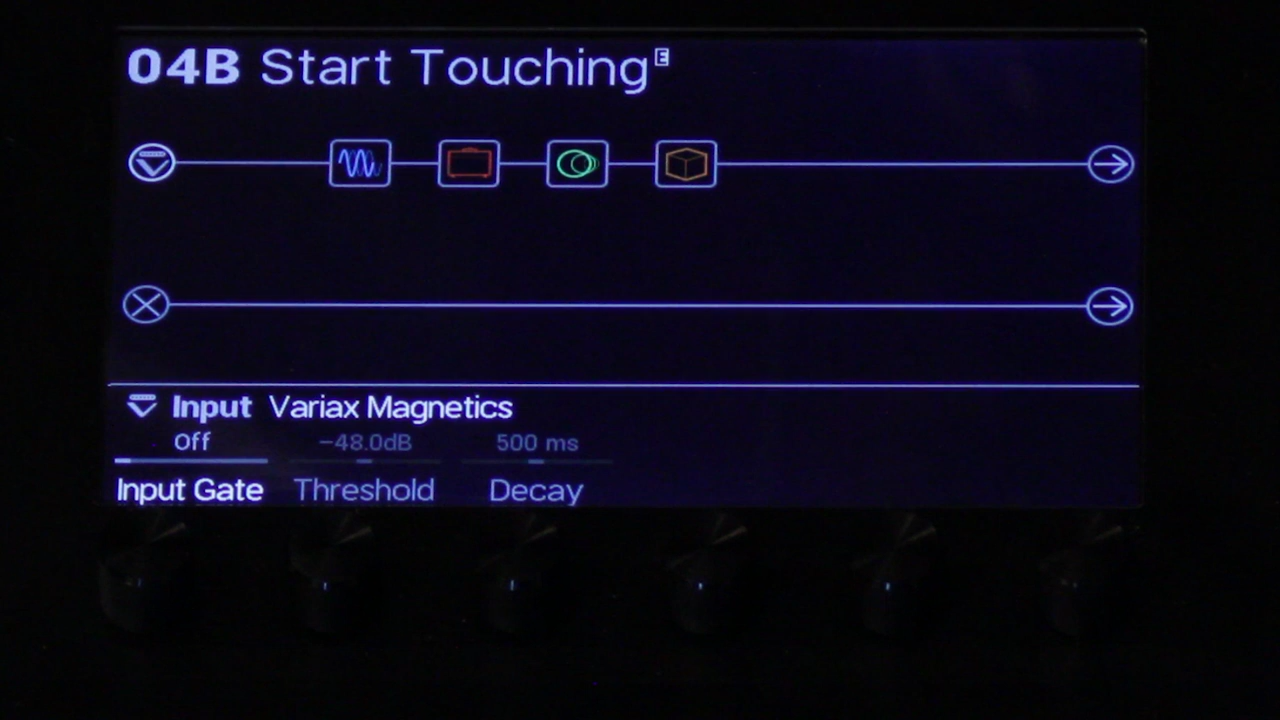 04B Start Touching E
Input Variax Magnetics
Off -48.0dB 500 ms
Input Gate Threshold Decay